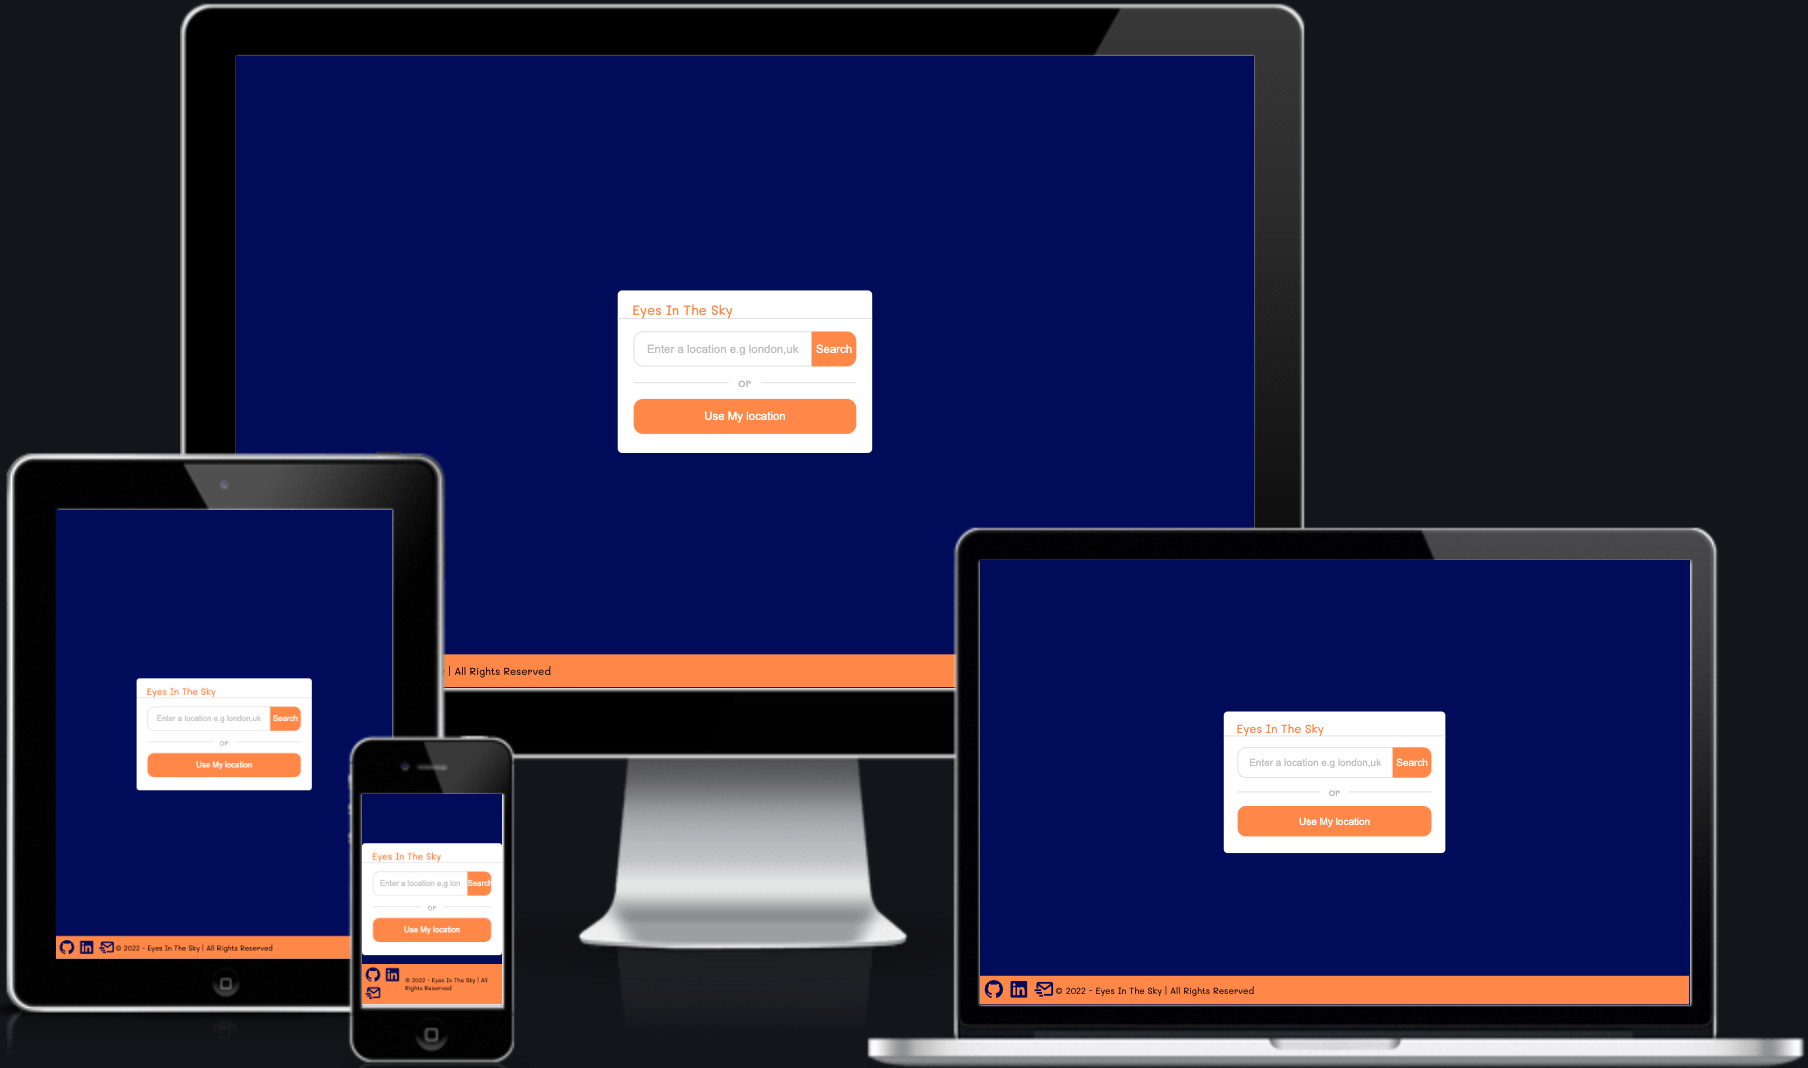 Eyes In The Sky
Enter a location e.g london,uk
Search
or
Use My location
| All Rights Reserved
Eyes In The Sky
Enter a location e.g london,uk
Search
or
Use My location
© 2022 - Eyes In The Sky | All Rights Reserved
Eyes In The Sky
Enter a location e.g lon
Search
or
Use My location
© 2022 - Eyes In The Sky | All
Rights Reserved
Eyes In The Sky
Enter a location e.g london,uk
Search
or
Use My location
in
© 2022 - Eyes In The Sky | All Rights Reserved